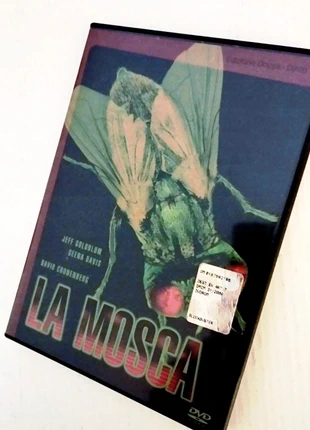 Edizione Doppio Disco
JEFF GOLDBLUM
GEENA DAVIS
DAVID CRONENBERG
LA MOSCA
DVD